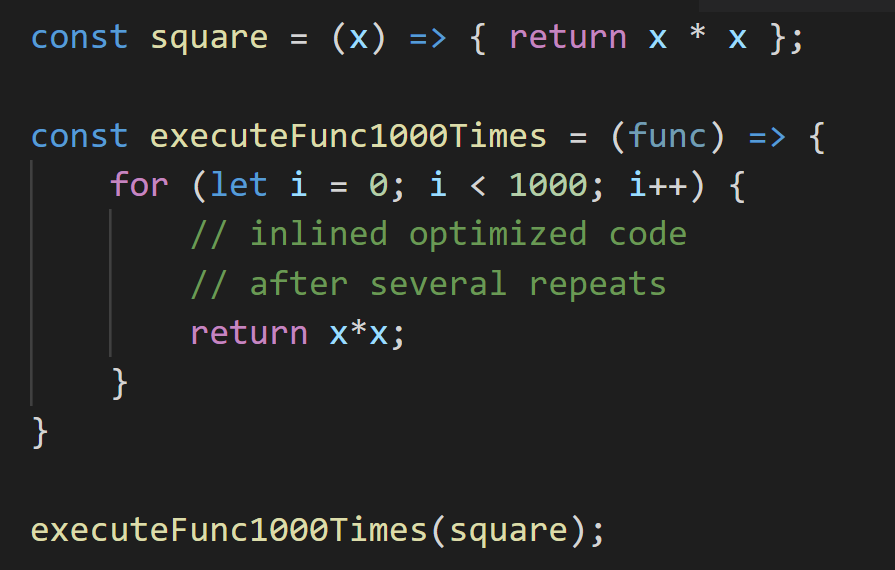 const square = (x) => { return x * x };
const executeFunc1000Times = (func) => {
for (let i = 0; i < 1000; i++) {
// inlined optimized code
// after several repeats
return x*x;
}
}
executeFunc1000Times(square);